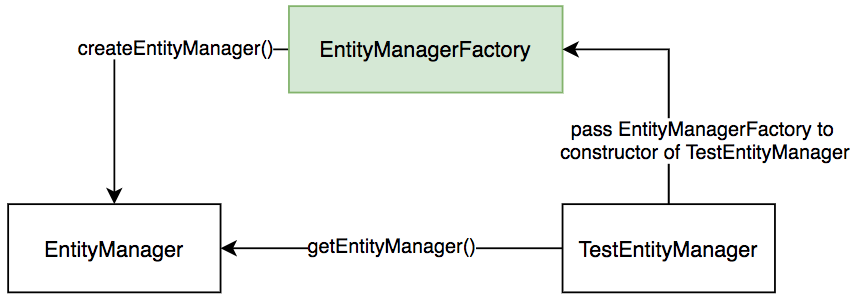 createEntityManager()
EntityManagerFactory
pass EntityManagerFactory to
constructor of TestEntityManager
EntityManager
getEntityManager()
TestEntityManager